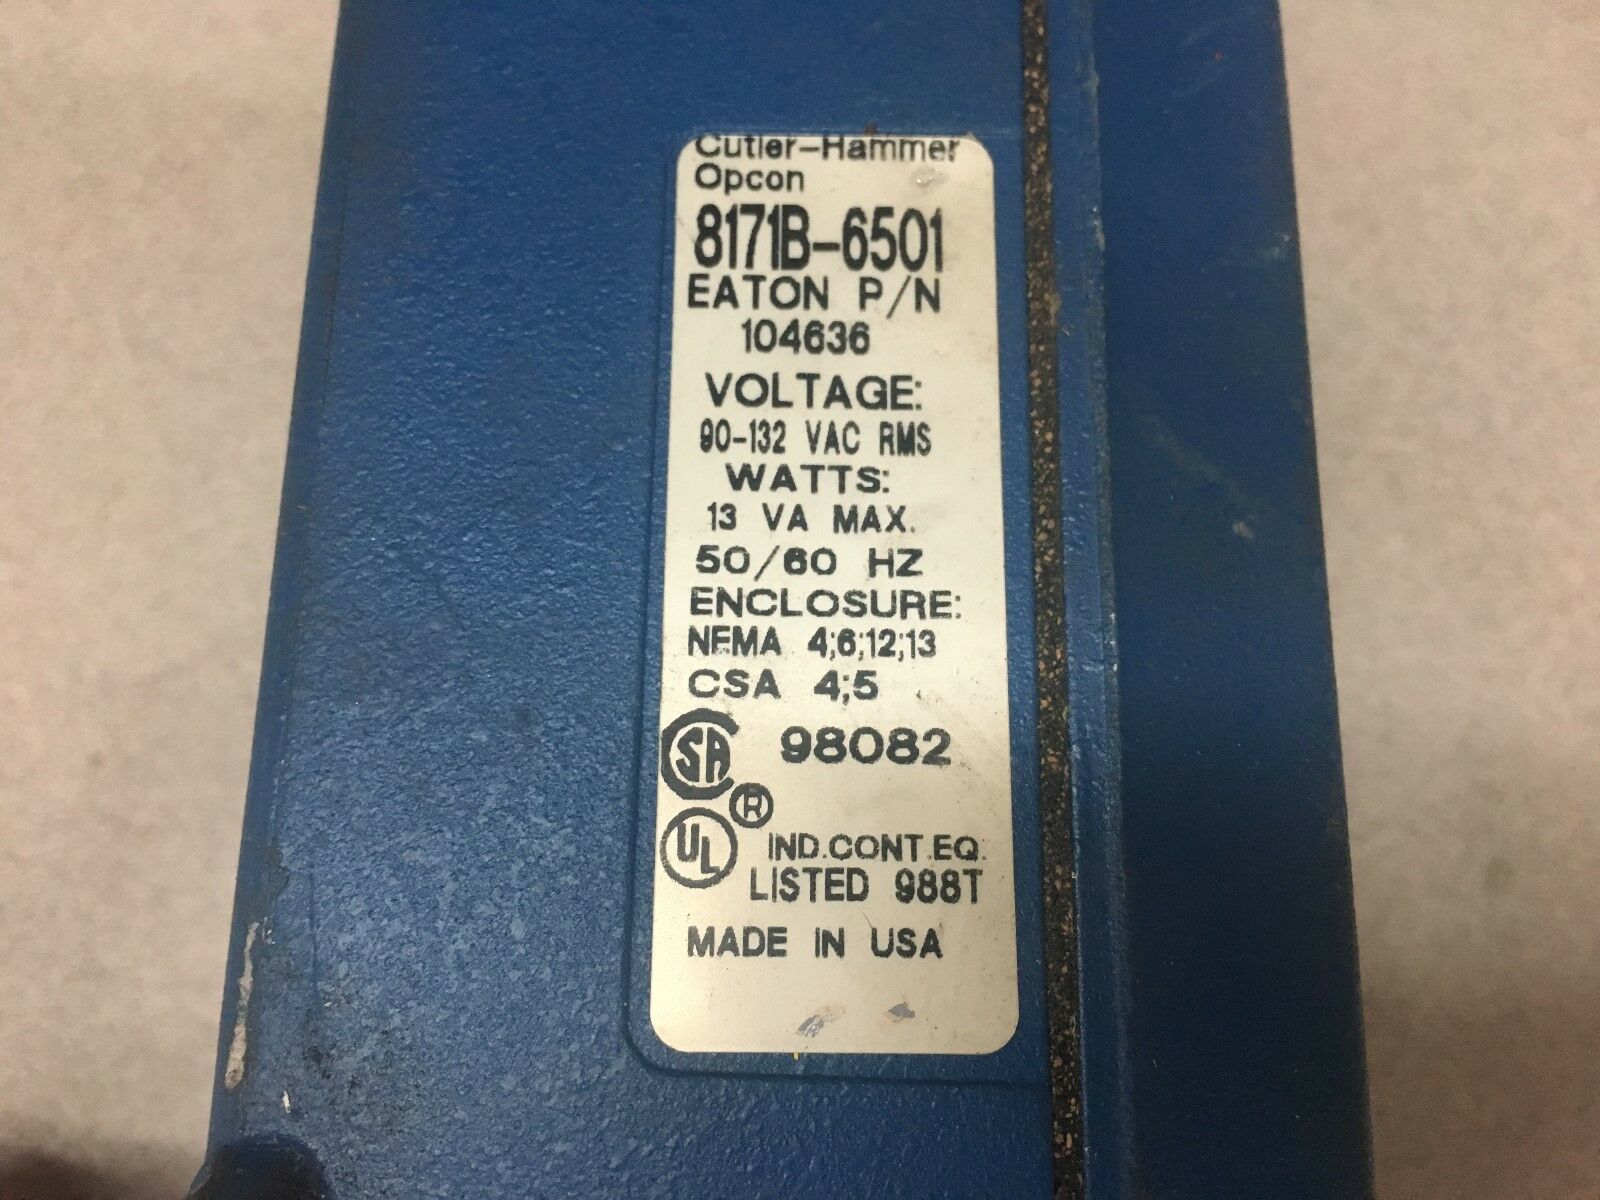 Cutler-Hammer
Opcon
8171B-6501
EATON P/N
104636
VOLTAGE:
90-132 VAC RMS
WATTS:
13 VA MAX.
50/60 HZ
ENCLOSURE:
NEMA 4;6;12;13
CSA 4;5
SA 98082
UL ® IND.CONT.EQ.
LISTED 988T
MADE IN USA